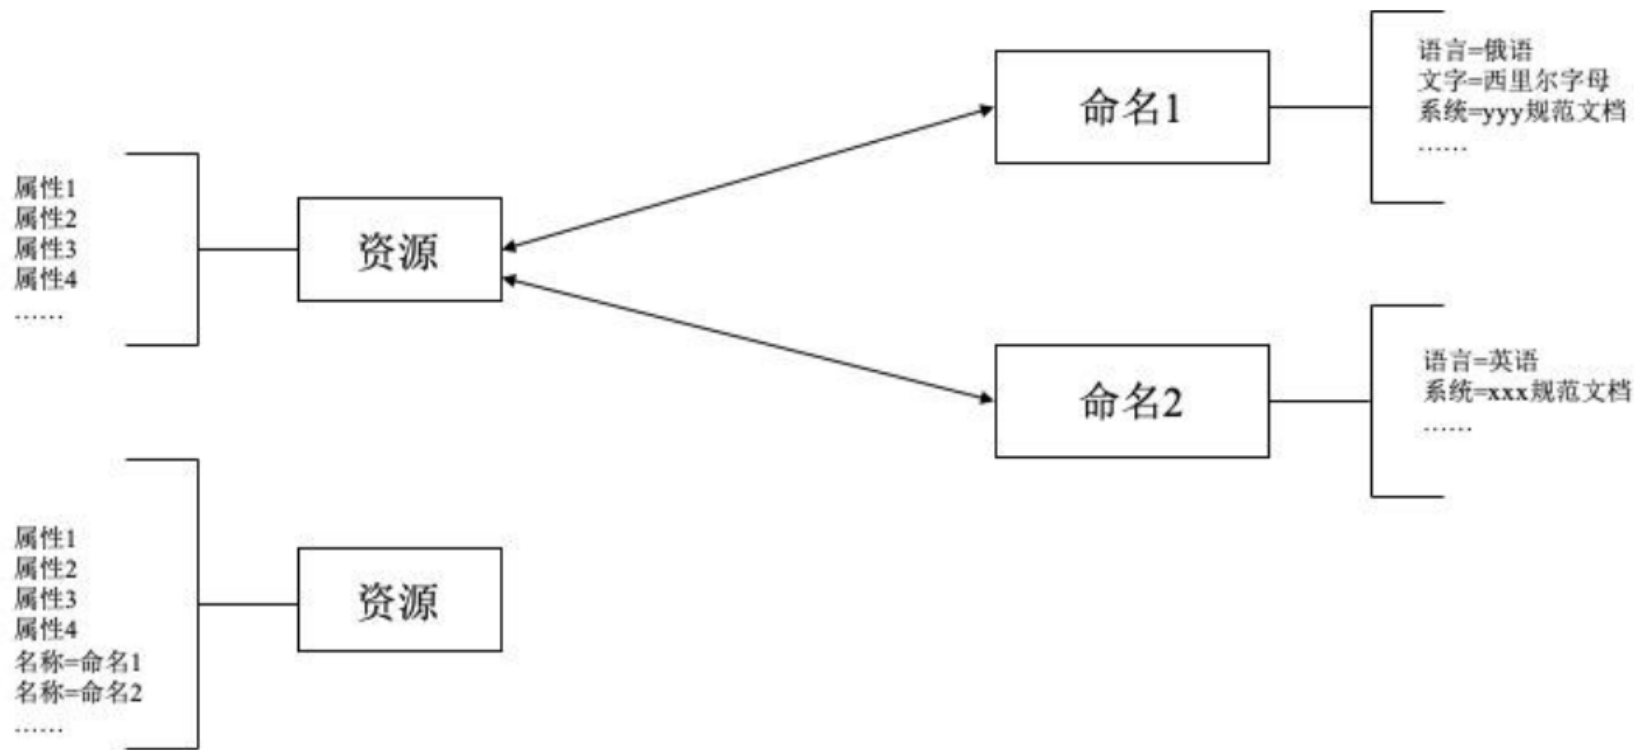 属性1
属性2
属性3
属性4
……
资源
命名1
语言=俄语
文字=西里尔字母
系统=yyy规范文档
……
命名2
语言=英语
系统=xxx规范文档
……
属性1
属性2
属性3
属性4
名称=命名1
名称=命名2
……
资源